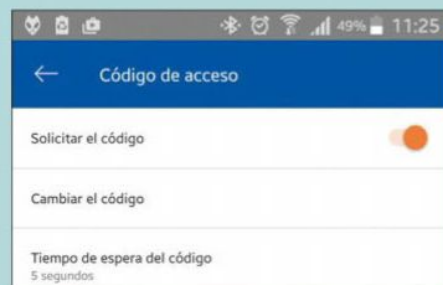 49% 11:25
Código de acceso
Solicitar el código
Cambiar el código
Tiempo de espera del código
5 segundos